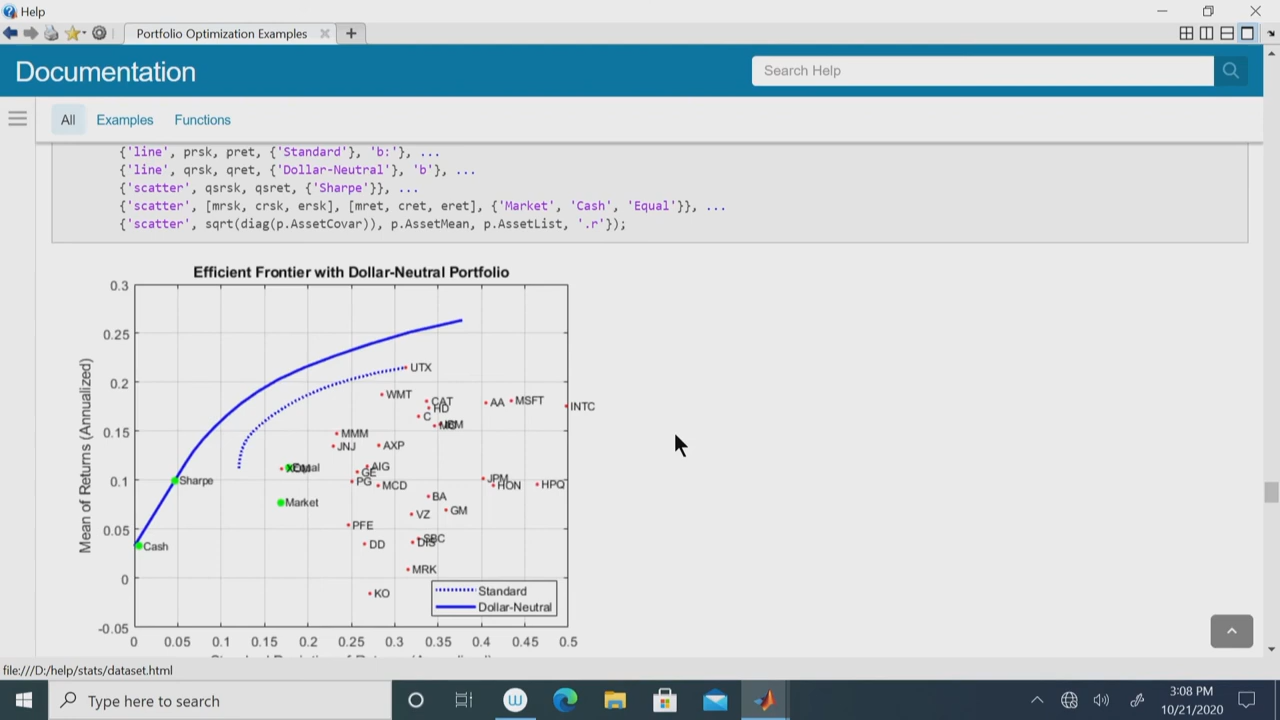 Help
Portfolio Optimization Examples
Documentation
Search Help
All Examples Functions
{'line', prsk, pret, {'Standard'}, 'b:'}, ...
{'line', qrsk, qret, {'Dollar-Neutral'}, 'b'}, ...
{'scatter', qsrsk, qsret, {'Sharpe'}}, ...
{'scatter', [mrsk, crsk, ersk], [mret, cret, eret], {'Market', 'Cash', 'Equal'}}, ...
{'scatter', sqrt(diag(p.AssetCovar)), p.AssetMean, p.AssetList, '.r'});
Efficient Frontier with Dollar-Neutral Portfolio
Mean of Returns (Annualized)
0.3
0.25
0.2
0.15
0.1
0.05
0
-0.05
UTX
WMT
CAT
HD
C
AA
MSFT
INTC
MMM
JNJ
AXP
Equal
AIG
GE
PG
MCD
JPM
HON
HPQ
Sharpe
Market
BA
VZ
GM
PFE
Cash
DD
SBC
DIS
MRK
KO
Standard
Dollar-Neutral
0 0.05 0.1 0.15 0.2 0.25 0.3 0.35 0.4 0.45 0.5
file:///D:/help/stats/dataset.html
Type here to search
3:08 PM
10/21/2020